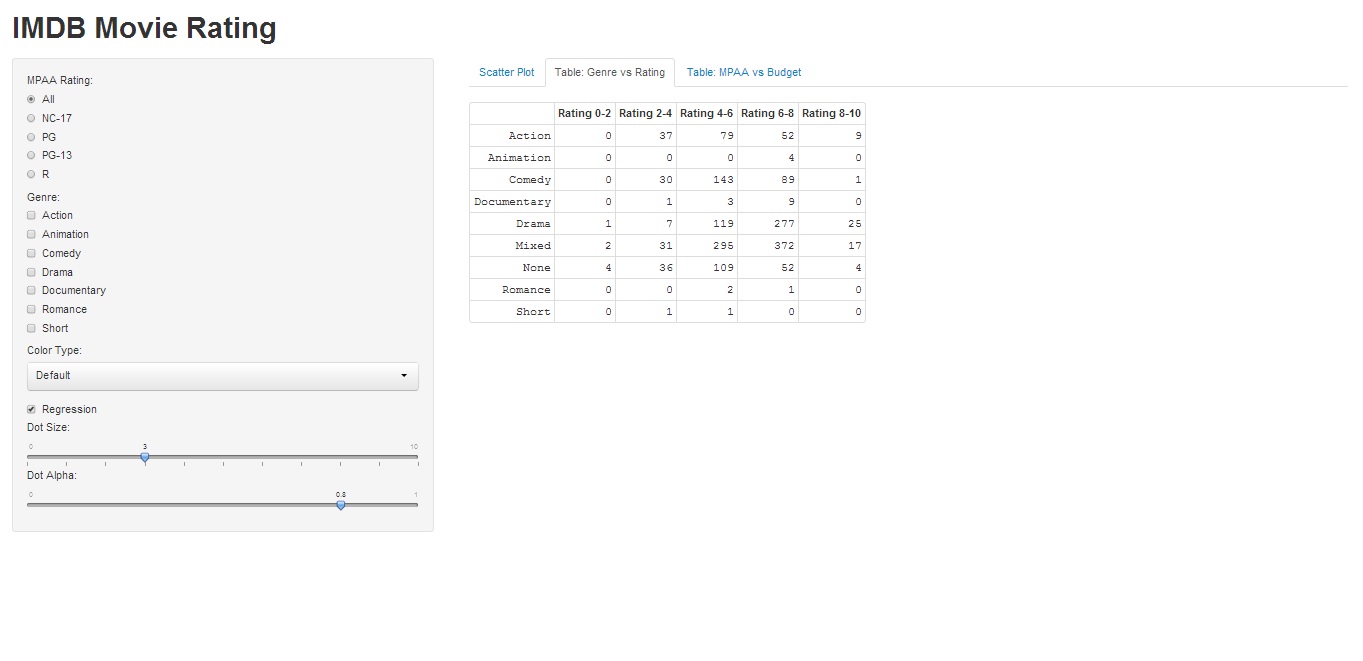 IMDB Movie Rating
MPAA Rating:
All
NC-17
PG
PG-13
R
Genre:
Action
Animation
Comedy
Drama
Documentary
Romance
Short
Color Type:
Default
Regression
Dot Size:
0 3 10
Dot Alpha:
0 0.8 1
Scatter Plot Table: Genre vs Rating Table: MPAA vs Budget
Rating 0-2 Rating 2-4 Rating 4-6 Rating 6-8 Rating 8-10
Action 0 37 79 52 9
Animation 0 0 0 4 0
Comedy 0 30 143 89 1
Documentary 0 1 3 9 0
Drama 1 7 119 277 25
Mixed 2 31 295 372 17
None 4 36 109 52 4
Romance 0 0 2 1 0
Short 0 1 1 0 0